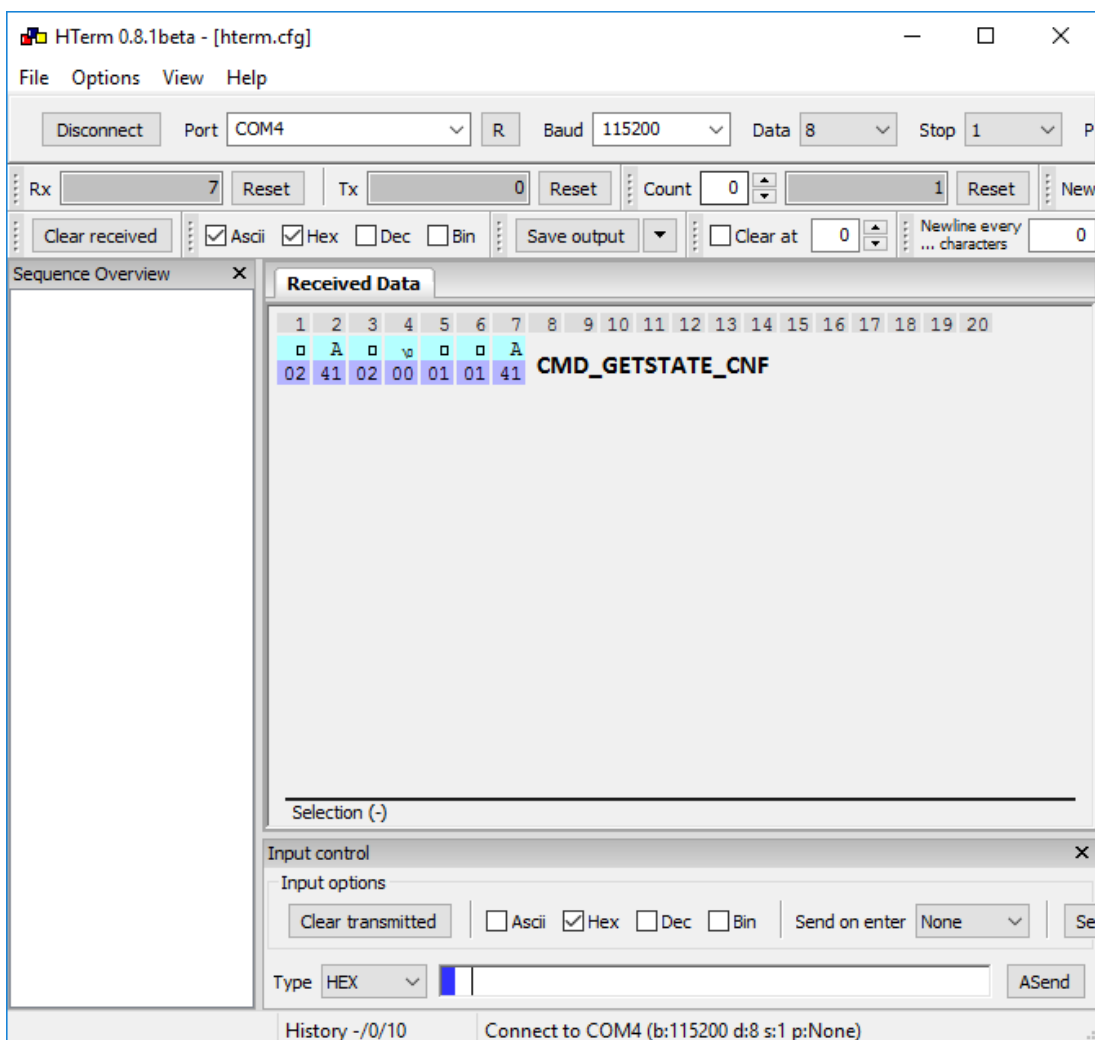 HTerm 0.8.1beta - [hterm.cfg]
File Options View Help
Disconnect Port COM4 R Baud 115200 Data 8 Stop 1 P
Rx 7 Reset Tx 0 Reset Count 0 1 Reset New
Clear received Ascii Hex Dec Bin Save output Clear at 0 Newline every ... characters 0
Sequence Overview
Received Data
1 2 3 4 5 6 7 8 9 10 11 12 13 14 15 16 17 18 19 20
A \0 A
02 41 02 00 01 01 41 CMD_GETSTATE_CNF
Selection (-)
Input control
Input options
Clear transmitted Ascii Hex Dec Bin Send on enter None Se
Type HEX ASend
History -/0/10 Connect to COM4 (b:115200 d:8 s:1 p:None)